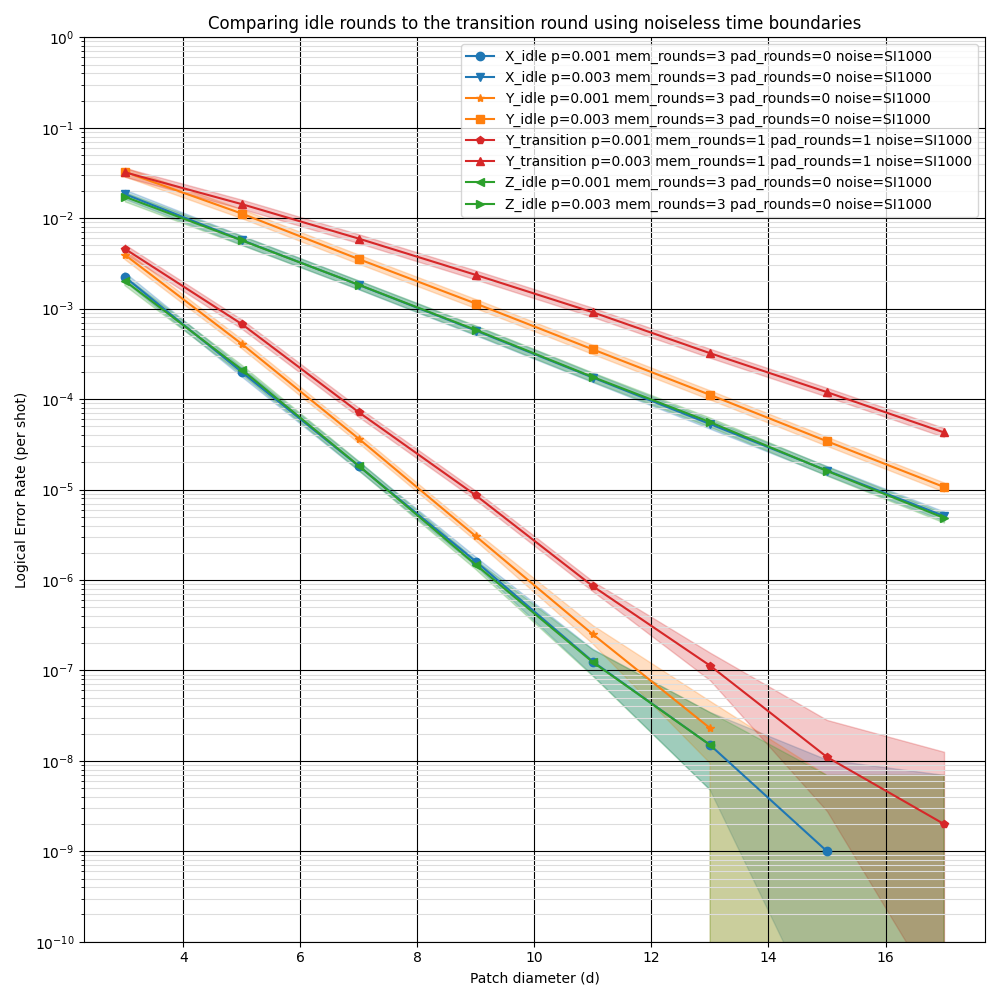 Comparing idle rounds to the transition round using noiseless time boundaries
X_idle p=0.001 mem_rounds=3 pad_rounds=0 noise=SI1000
X_idle p=0.003 mem_rounds=3 pad_rounds=0 noise=SI1000
Y_idle p=0.001 mem_rounds=3 pad_rounds=0 noise=SI1000
Y_idle p=0.003 mem_rounds=3 pad_rounds=0 noise=SI1000
Y_transition p=0.001 mem_rounds=1 pad_rounds=1 noise=SI1000
Y_transition p=0.003 mem_rounds=1 pad_rounds=1 noise=SI1000
Z_idle p=0.001 mem_rounds=3 pad_rounds=0 noise=SI1000
Z_idle p=0.003 mem_rounds=3 pad_rounds=0 noise=SI1000
Logical Error Rate (per shot)
10⁰
10⁻¹
10⁻²
10⁻³
10⁻⁴
10⁻⁵
10⁻⁶
10⁻⁷
10⁻⁸
10⁻⁹
10⁻¹⁰
4 6 8 10 12 14 16
Patch diameter (d)